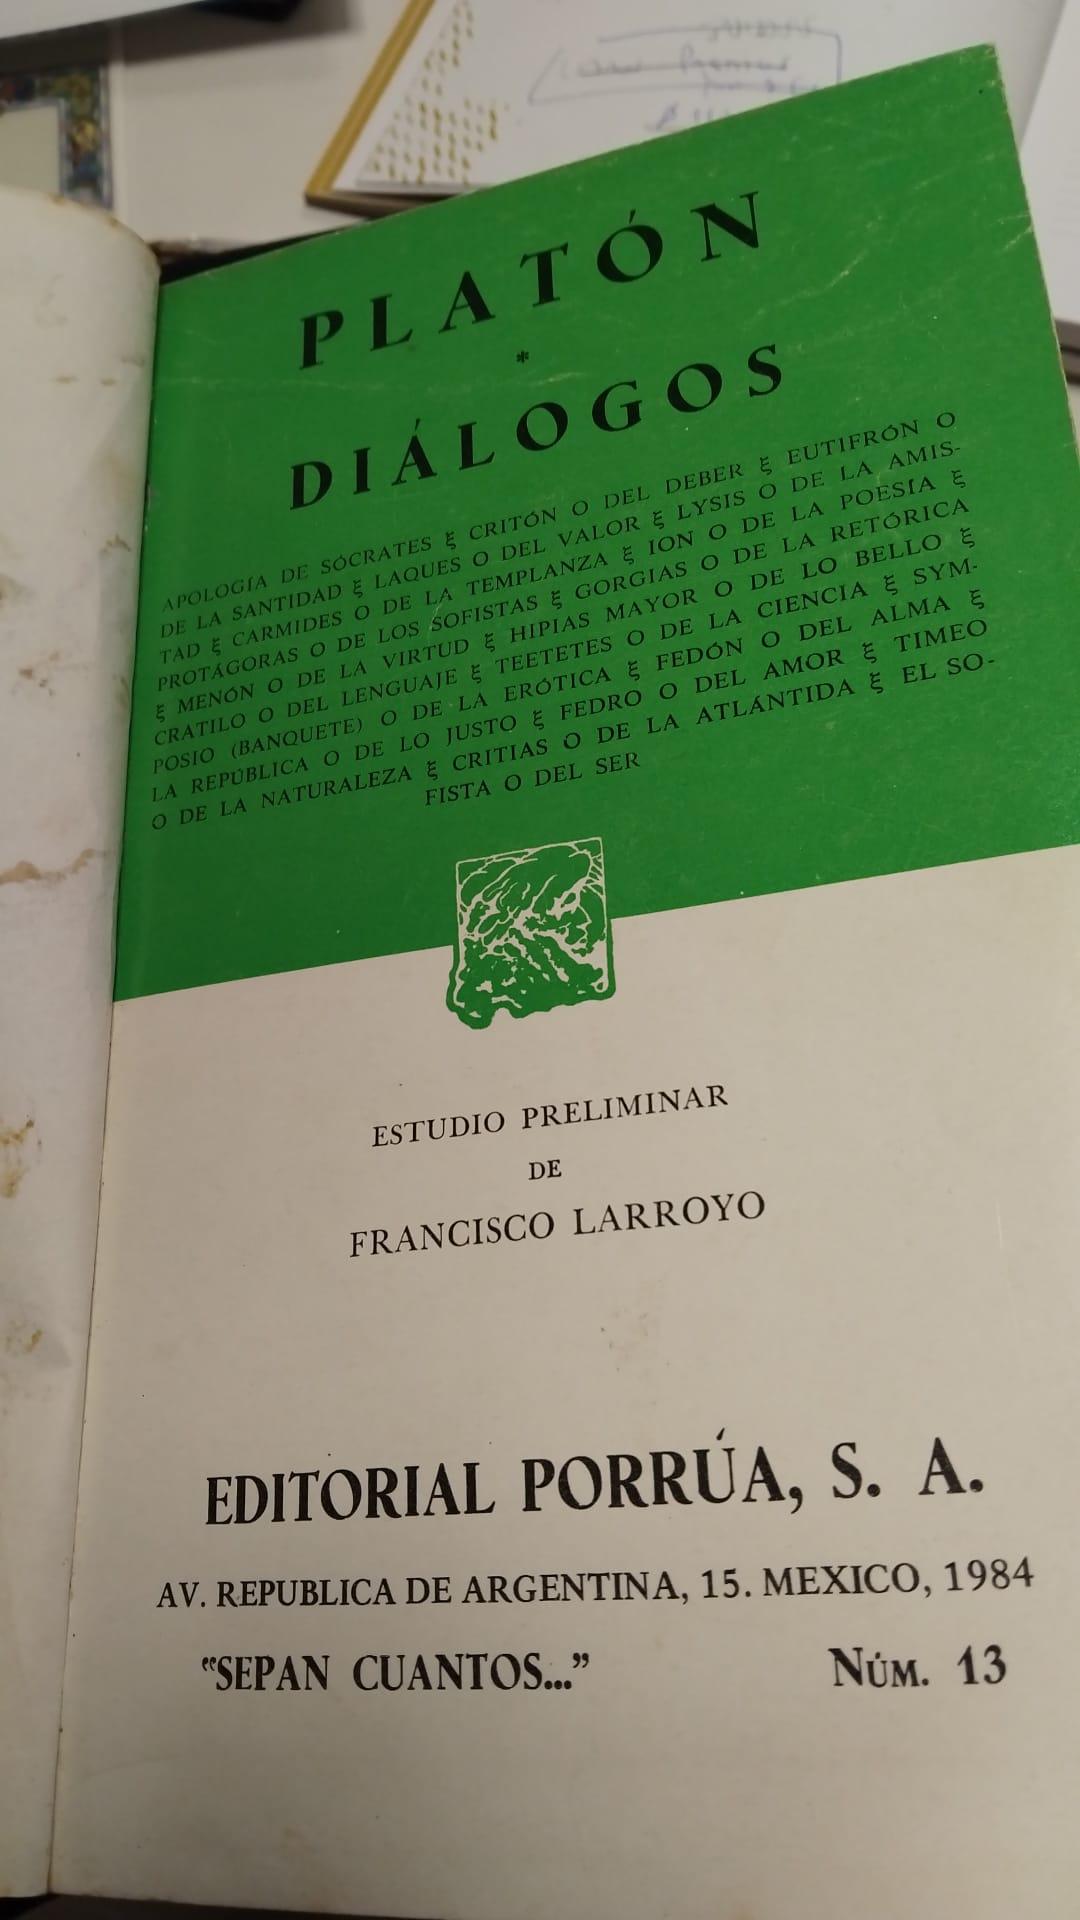 PLATÓN
*
DIÁLOGOS
APOLOGÍA DE SÓCRATES ξ CRITÓN O DEL DEBER ξ EUTIFRÓN O
DE LA SANTIDAD ξ LAQUES O DEL VALOR ξ LYSIS O DE LA AMIS-
TAD ξ CARMIDES O DE LA TEMPLANZA ξ ION O DE LA POESIA ξ
PROTÁGORAS O DE LOS SOFISTAS ξ GORGIAS O DE LA RETÓRICA
ξ MENÓN O DE LA VIRTUD ξ HIPIAS MAYOR O DE LO BELLO ξ
CRATILO O DEL LENGUAJE ξ TEETETES O DE LA CIENCIA ξ SYM-
POSIO (BANQUETE) O DE LA ERÓTICA ξ FEDÓN O DEL ALMA ξ
LA REPÚBLICA O DE LO JUSTO ξ FEDRO O DEL AMOR ξ TIMEO
O DE LA NATURALEZA ξ CRITIAS O DE LA ATLÁNTIDA ξ EL SO-
FISTA O DEL SER
ESTUDIO PRELIMINAR
DE
FRANCISCO LARROYO
EDITORIAL PORRÚA, S. A.
AV. REPUBLICA DE ARGENTINA, 15. MEXICO, 1984
“SEPAN CUANTOS...” NÚM. 13